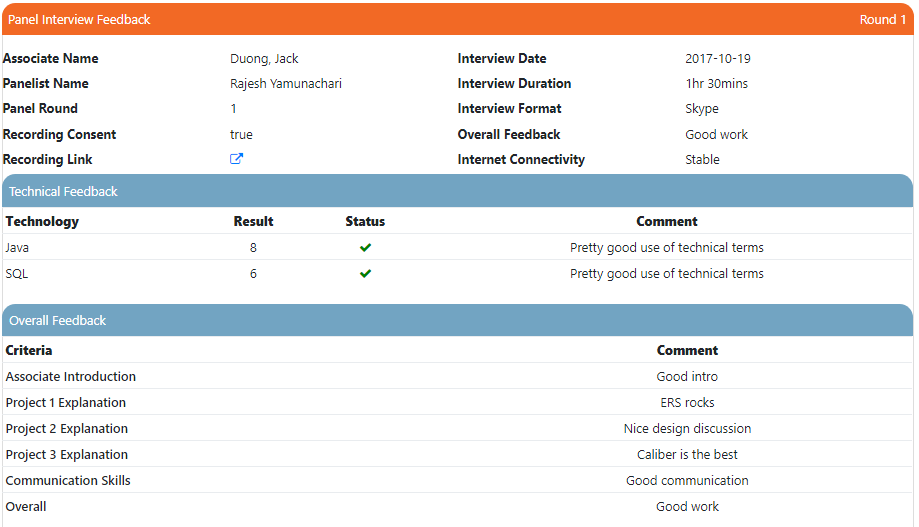 Panel Interview Feedback Round 1
Associate Name Duong, Jack Interview Date 2017-10-19
Panelist Name Rajesh Yamunachari Interview Duration 1hr 30mins
Panel Round 1 Interview Format Skype
Recording Consent true Overall Feedback Good work
Recording Link Internet Connectivity Stable
Technical Feedback
Technology Result Status Comment
Java 8 Pretty good use of technical terms
SQL 6 Pretty good use of technical terms
Overall Feedback
Criteria Comment
Associate Introduction Good intro
Project 1 Explanation ERS rocks
Project 2 Explanation Nice design discussion
Project 3 Explanation Caliber is the best
Communication Skills Good communication
Overall Good work